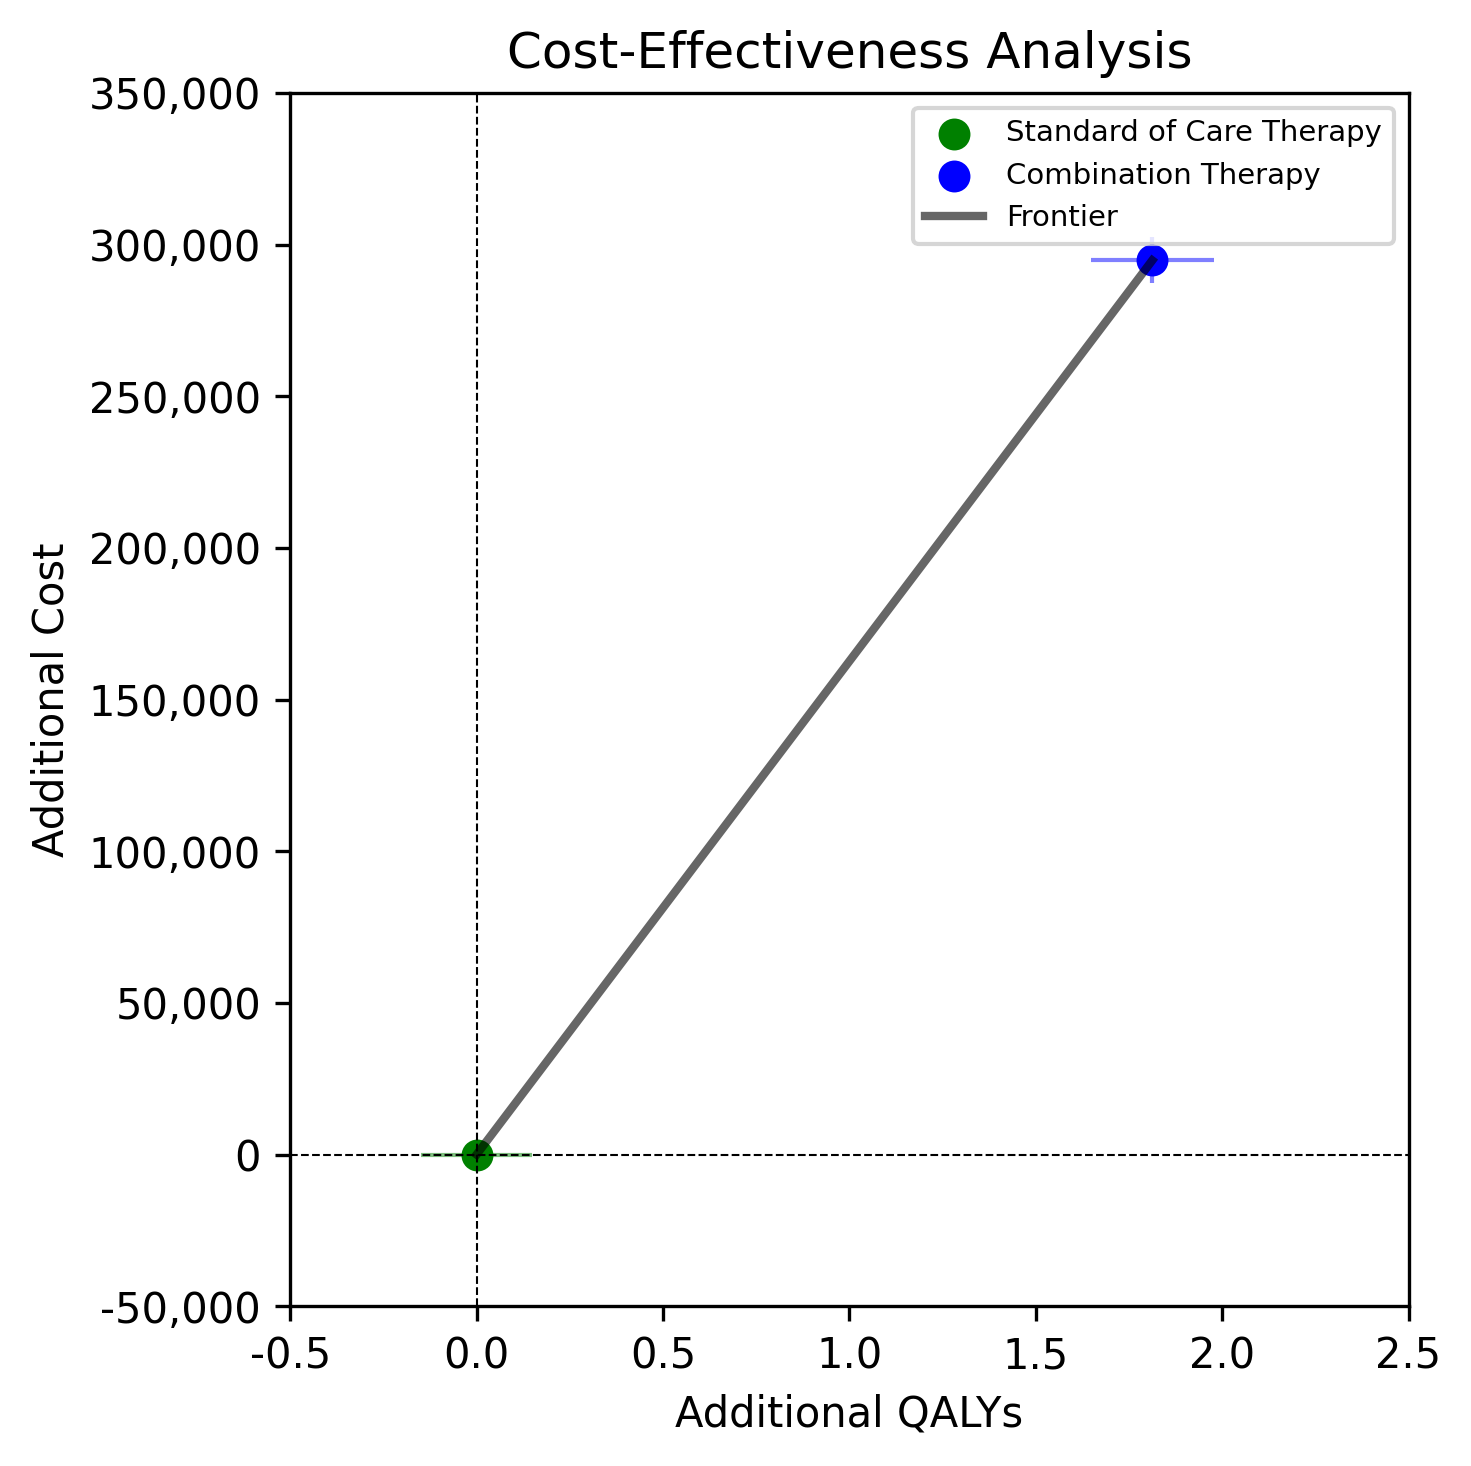 Cost-Effectiveness Analysis
350,000
300,000
250,000
200,000
150,000
100,000
50,000
0
-50,000
Additional Cost
Standard of Care Therapy
Combination Therapy
Frontier
-0.5 0.0 0.5 1.0 1.5 2.0 2.5
Additional QALYs